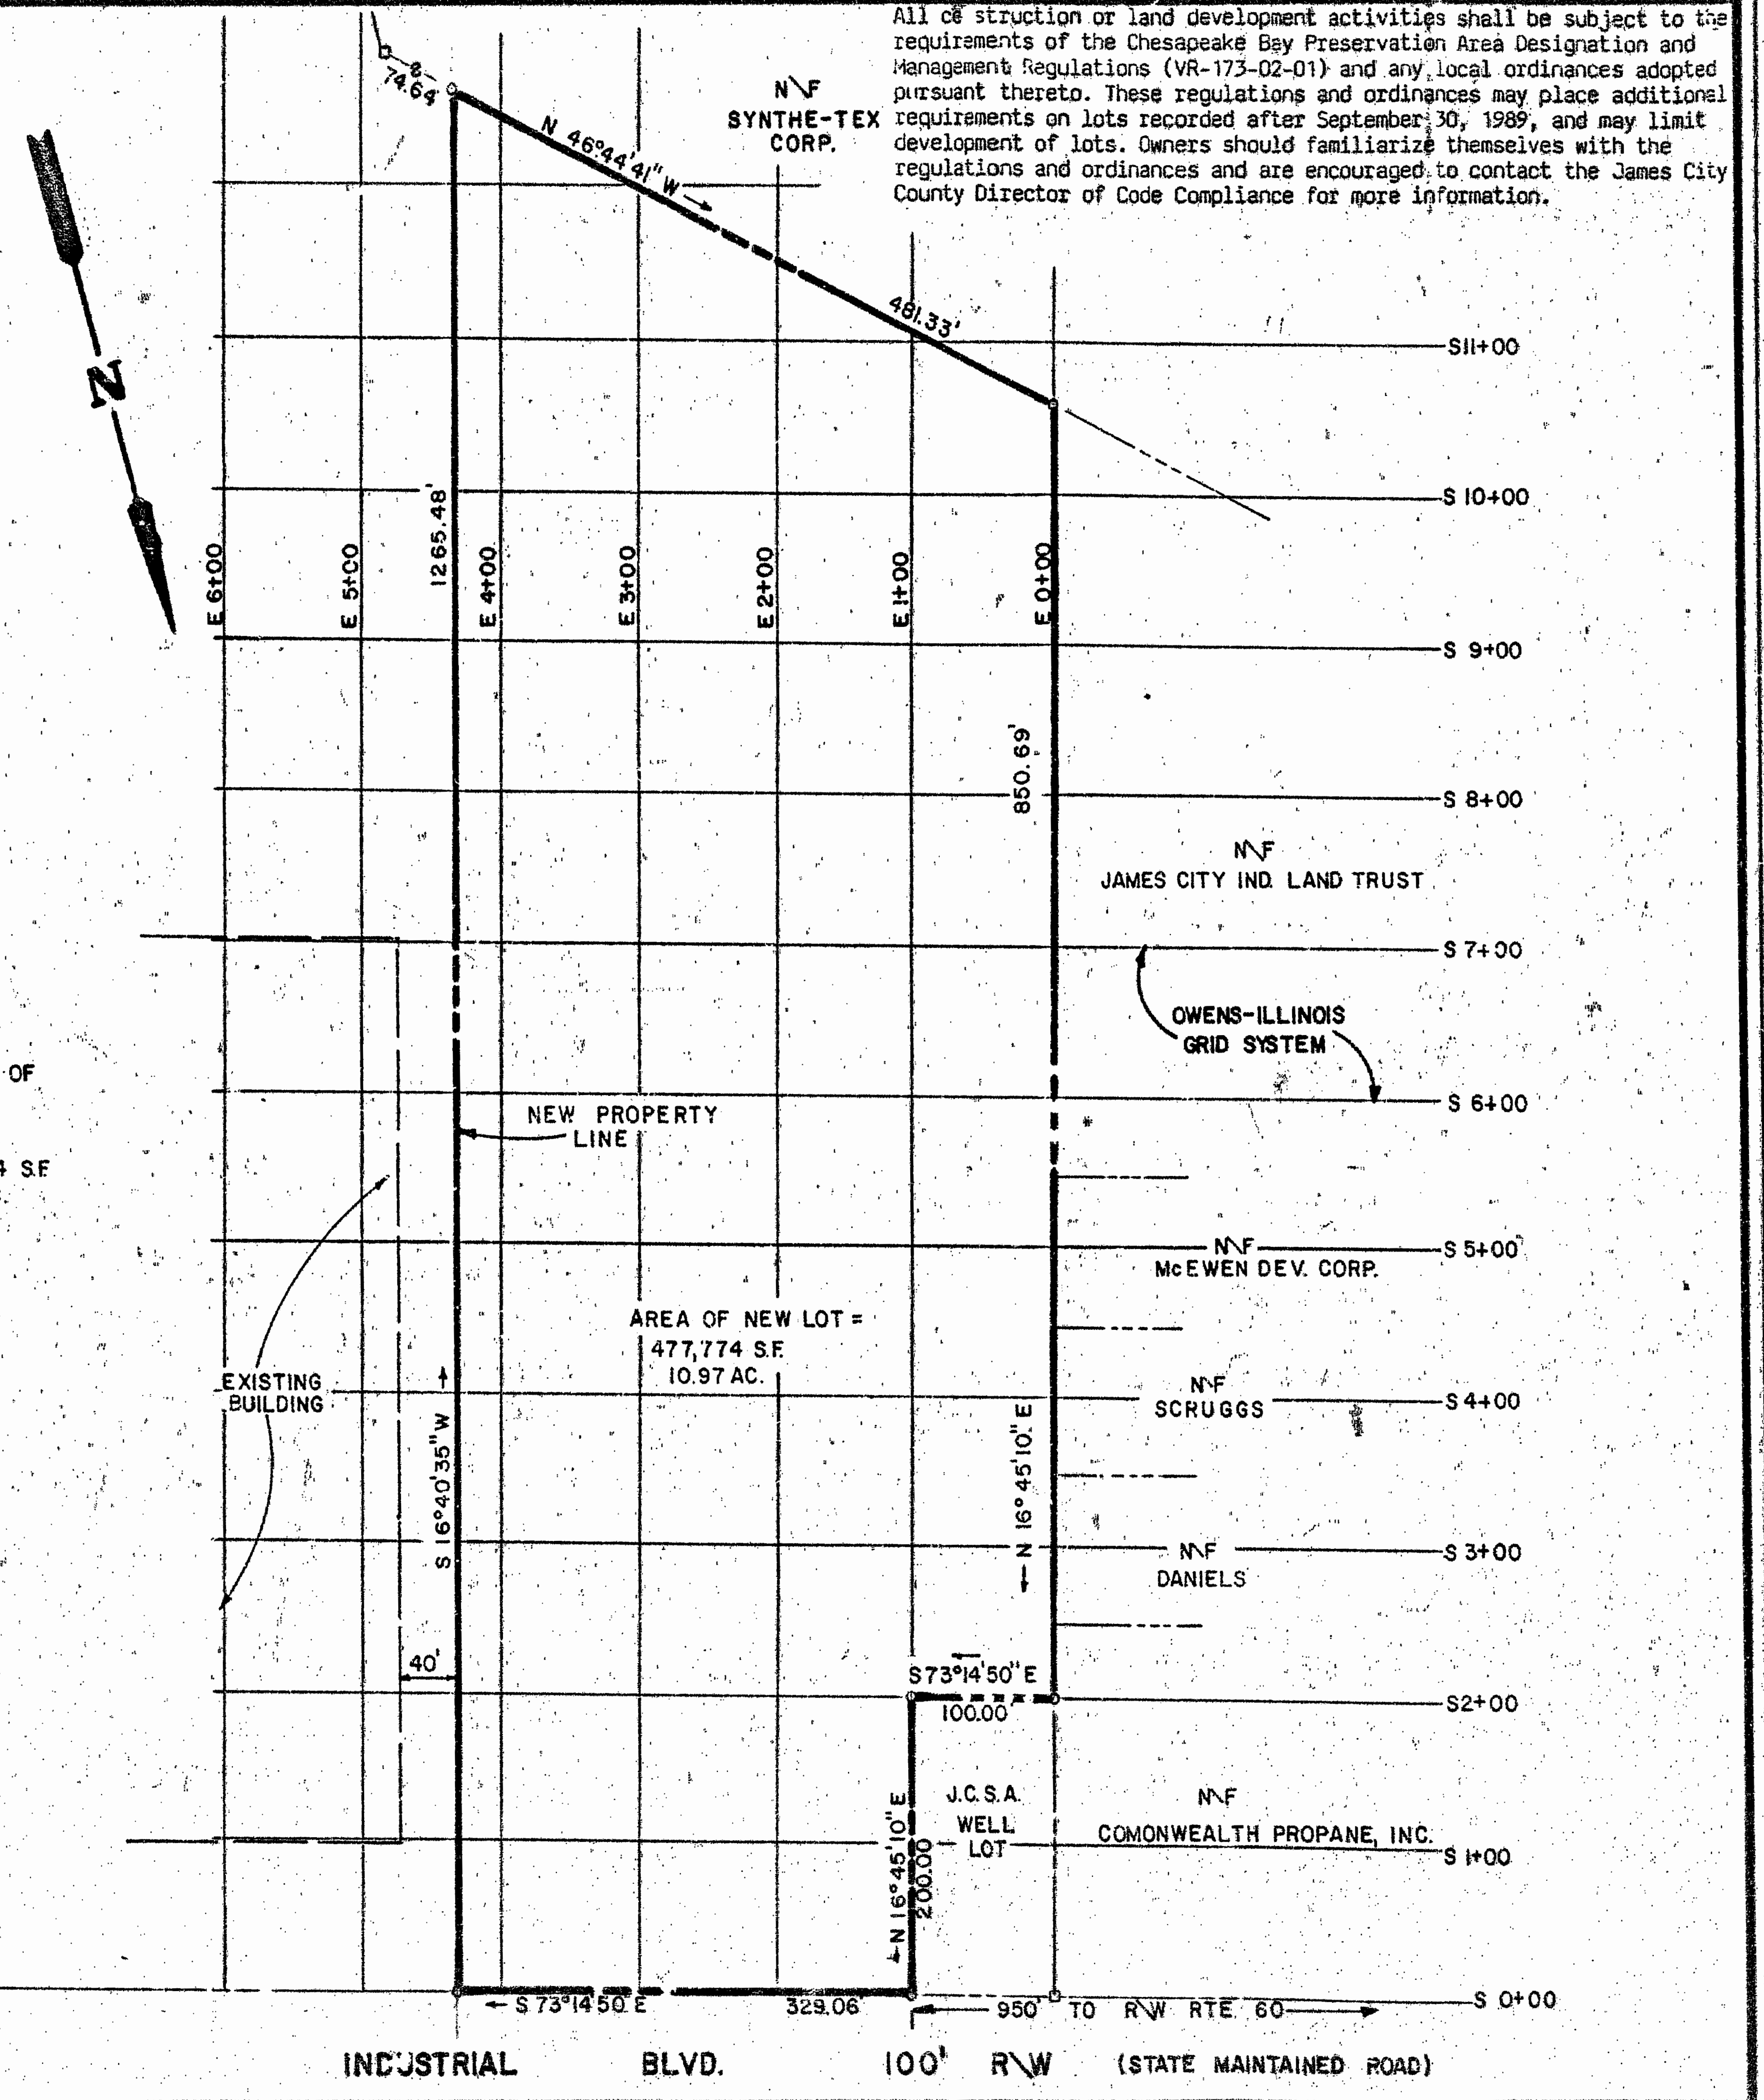 All struction or land development activities shall be subject to the
requirements of the Chesapeake Bay Preservation Area Designation and
Management Regulations (VR-173-02-01) and any local ordinances adopted
pursuant thereto. These regulations and ordinances may place additional
requirements on lots recorded after September 30, 1989, and may limit
development of lots. Owners should familiarize themselves with the
regulations and ordinances and are encouraged to contact the James City
County Director of Code Compliance for more information.
74.64'
N\F
SYNTHE-TEX
CORP.
N 46°44'41" W
481.33'
N
S11+00
S 10+00
1265.48'
E 6+00
E 5+00
E 4+00
E 3+00
E 2+00
E 1+00
E 0+00
S 9+00
850.69'
S 8+00
N\F
JAMES CITY IND. LAND TRUST
S 7+00
OWENS-ILLINOIS
GRID SYSTEM
OF
S 6+00
NEW PROPERTY
LINE
S.F.
S 5+00
N\F
McEWEN DEV. CORP.
AREA OF NEW LOT =
477,774 S.F.
10.97 AC.
EXISTING
BUILDING
N\F
SCRUGGS
S 4+00
S 16°40'35" W
N 16°45'10" E
N\F
DANIELS
S 3+00
40'
S 73°14'50" E
100.00'
S2+00
J.C.S.A.
WELL
LOT
N\F
COMONWEALTH PROPANE, INC.
S 1+00
N 16°45'10" E
200.00
S 73°14'50 E
329.06'
950' TO R\W RTE. 60
S 0+00
INDUSTRIAL BLVD. 100' R\W (STATE MAINTAINED ROAD)